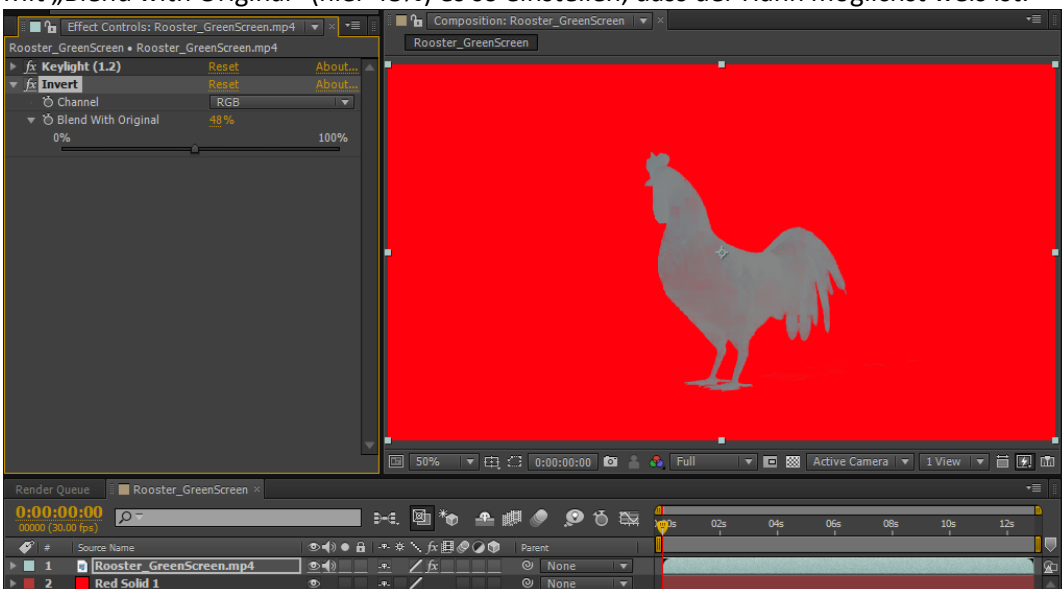 Effect Controls: Rooster_GreenScreen.mp4
Composition: Rooster_GreenScreen
Rooster_GreenScreen • Rooster_GreenScreen.mp4
Rooster_GreenScreen
fx Keylight (1.2) Reset About...
fx Invert Reset About...
Channel RGB
Blend With Original 48%
0% 100%
50% 0:00:00:00 Full Active Camera 1 View
Render Queue Rooster_GreenScreen
0:00:00:00
00000 (30.00 fps)
02s 04s 06s 08s 10s 12s
# Source Name Parent
1 Rooster_GreenScreen.mp4 None
2 Red Solid 1 None